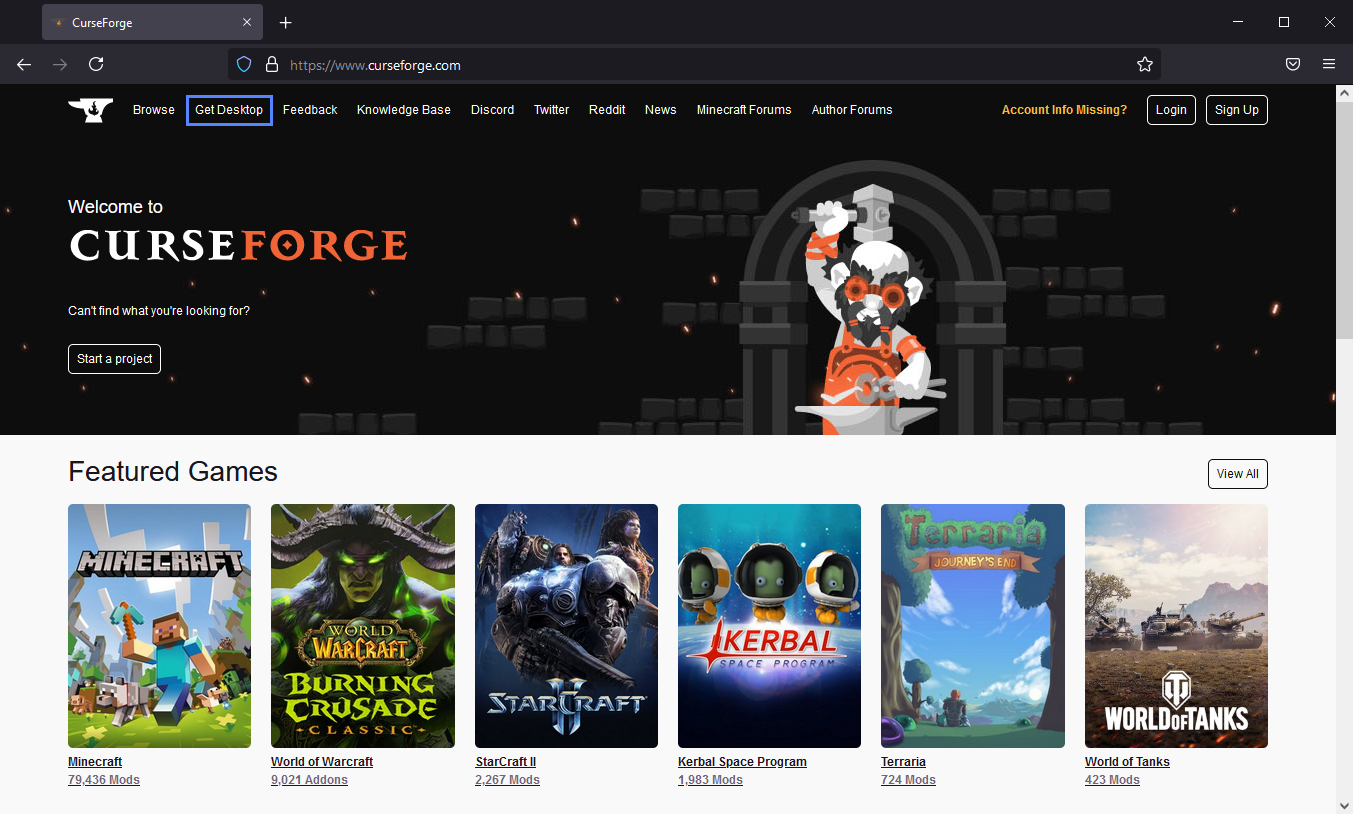 CurseForge
https://www.curseforge.com
Browse
Get Desktop
Feedback
Knowledge Base
Discord
Twitter
Reddit
News
Minecraft Forums
Author Forums
Account Info Missing?
Login
Sign Up
Welcome to
CURSEFORGE
Can't find what you're looking for?
Start a project
Featured Games
View All
MINECRAFT
WORLD
WARCRAFT
BURNING
CRUSADE
CLASSIC
STARCRAFT
II
KERBAL
SPACE PROGRAM
Terraria
JOURNEY'S END
WORLD OF TANKS
Minecraft
79,436 Mods
World of Warcraft
9,021 Addons
StarCraft II
2,267 Mods
Kerbal Space Program
1,983 Mods
Terraria
724 Mods
World of Tanks
423 Mods